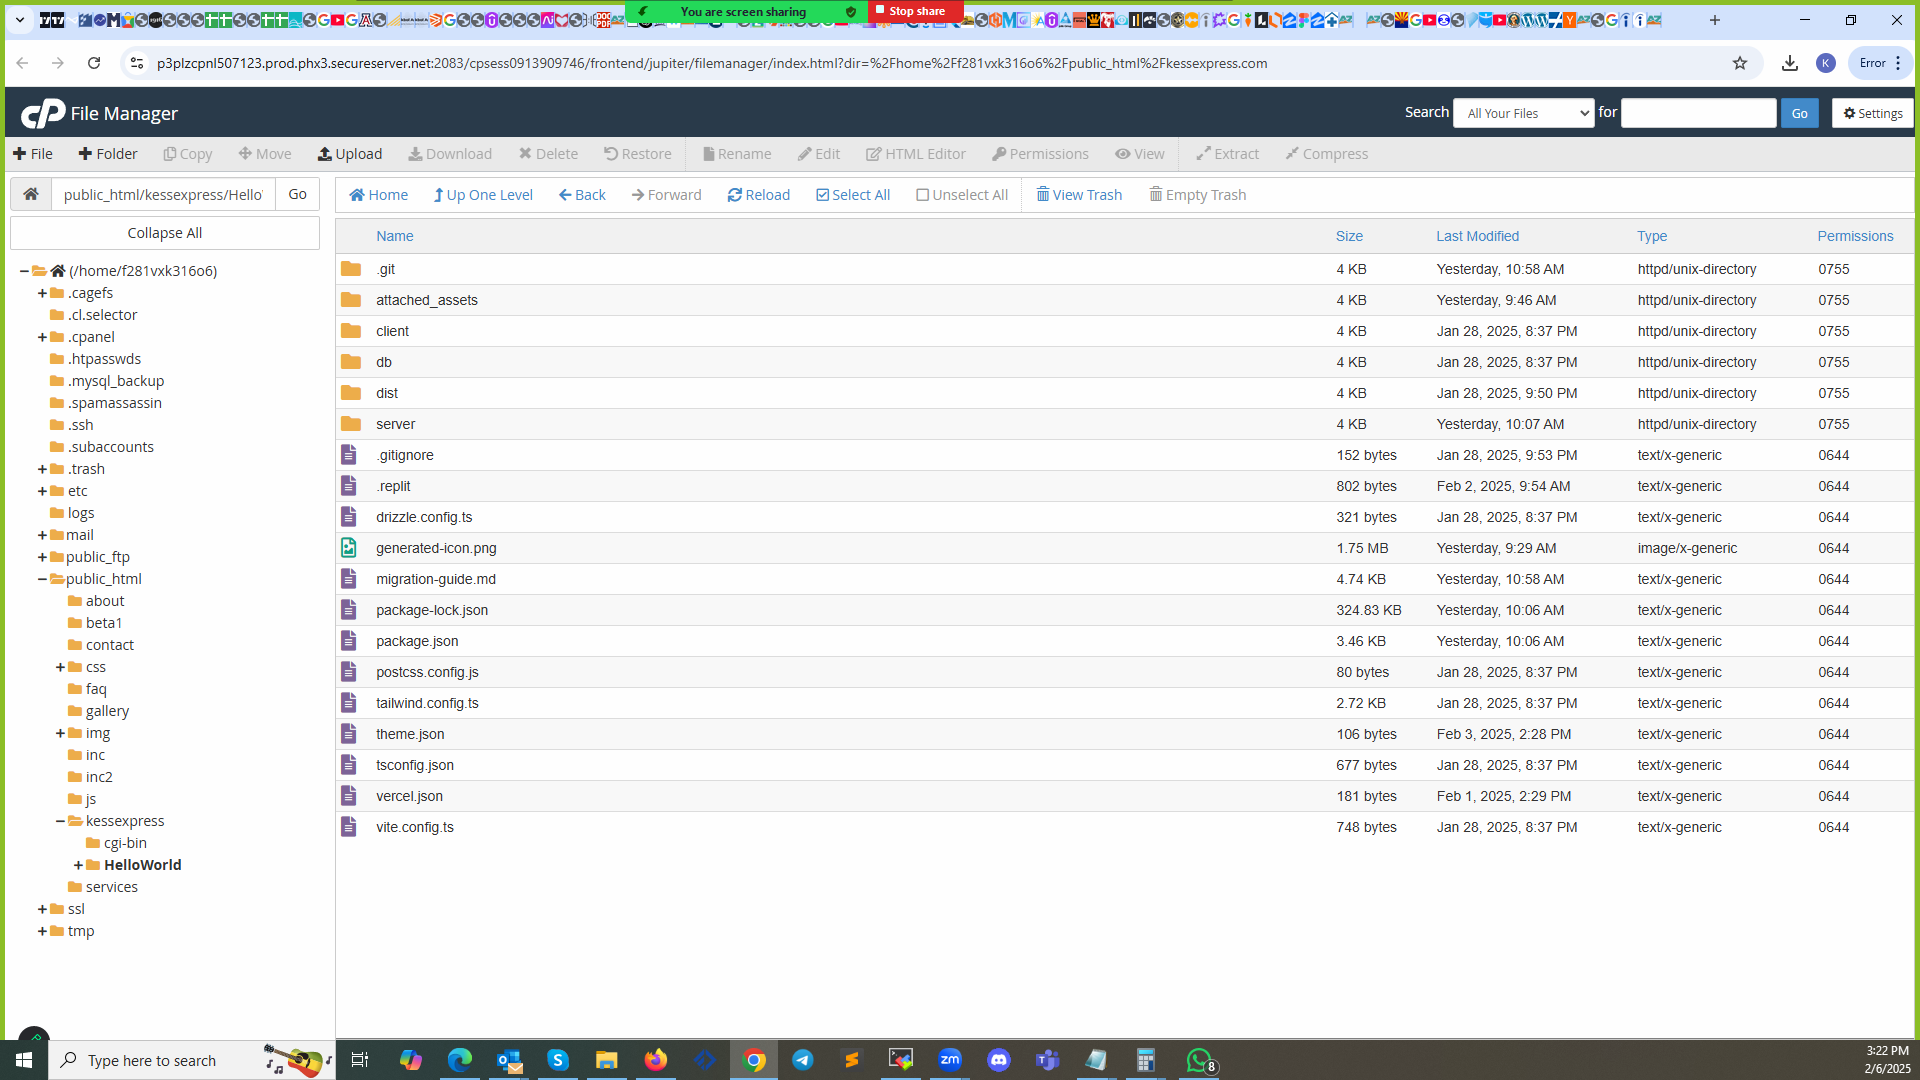 You are screen sharing
Stop share
p3plzcpnl507123.prod.phx3.secureserver.net:2083/cpsess0913909746/frontend/jupiter/filemanager/index.html?dir=%2Fhome%2Ff281vxk316o6%2Fpublic_html%2Fkessexpress.com
K
Error
cP File Manager
Search All Your Files for Go Settings
File Folder Copy Move Upload Download Delete Restore Rename Edit HTML Editor Permissions View Extract Compress
public_html/kessexpress/Hello Go
Home Up One Level Back Forward Reload Select All Unselect All View Trash Empty Trash
Collapse All
(/home/f281vxk316o6)
.cagefs
.cl.selector
.cpanel
.htpasswds
.mysql_backup
.spamassassin
.ssh
.subaccounts
.trash
etc
logs
mail
public_ftp
public_html
about
beta1
contact
css
faq
gallery
img
inc
inc2
js
kessexpress
cgi-bin
HelloWorld
services
ssl
tmp
Name Size Last Modified Type Permissions
.git 4 KB Yesterday, 10:58 AM httpd/unix-directory 0755
attached_assets 4 KB Yesterday, 9:46 AM httpd/unix-directory 0755
client 4 KB Jan 28, 2025, 8:37 PM httpd/unix-directory 0755
db 4 KB Jan 28, 2025, 8:37 PM httpd/unix-directory 0755
dist 4 KB Jan 28, 2025, 9:50 PM httpd/unix-directory 0755
server 4 KB Yesterday, 10:07 AM httpd/unix-directory 0755
.gitignore 152 bytes Jan 28, 2025, 9:53 PM text/x-generic 0644
.replit 802 bytes Feb 2, 2025, 9:54 AM text/x-generic 0644
drizzle.config.ts 321 bytes Jan 28, 2025, 8:37 PM text/x-generic 0644
generated-icon.png 1.75 MB Yesterday, 9:29 AM image/x-generic 0644
migration-guide.md 4.74 KB Yesterday, 10:58 AM text/x-generic 0644
package-lock.json 324.83 KB Yesterday, 10:06 AM text/x-generic 0644
package.json 3.46 KB Yesterday, 10:06 AM text/x-generic 0644
postcss.config.js 80 bytes Jan 28, 2025, 8:37 PM text/x-generic 0644
tailwind.config.ts 2.72 KB Jan 28, 2025, 8:37 PM text/x-generic 0644
theme.json 106 bytes Feb 3, 2025, 2:28 PM text/x-generic 0644
tsconfig.json 677 bytes Jan 28, 2025, 8:37 PM text/x-generic 0644
vercel.json 181 bytes Feb 1, 2025, 2:29 PM text/x-generic 0644
vite.config.ts 748 bytes Jan 28, 2025, 8:37 PM text/x-generic 0644
Type here to search
zm
8
3:22 PM
2/6/2025